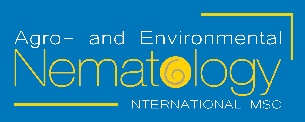 Agro- and Environmental
Nematology
INTERNATIONAL MSC